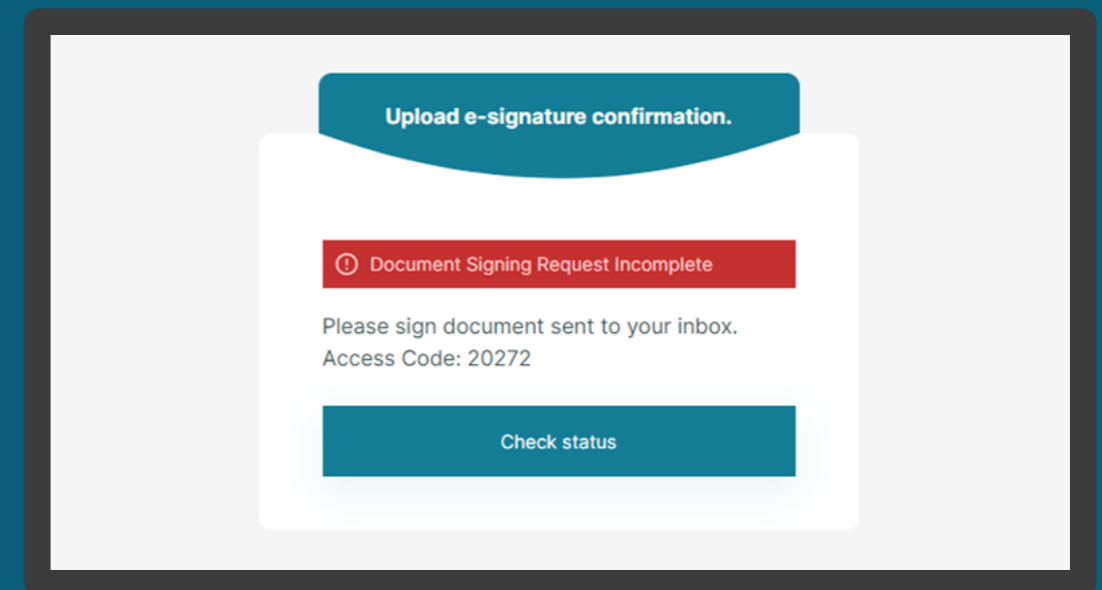 Upload e-signature confirmation.
Document Signing Request Incomplete
Please sign document sent to your inbox.
Access Code: 20272
Check status